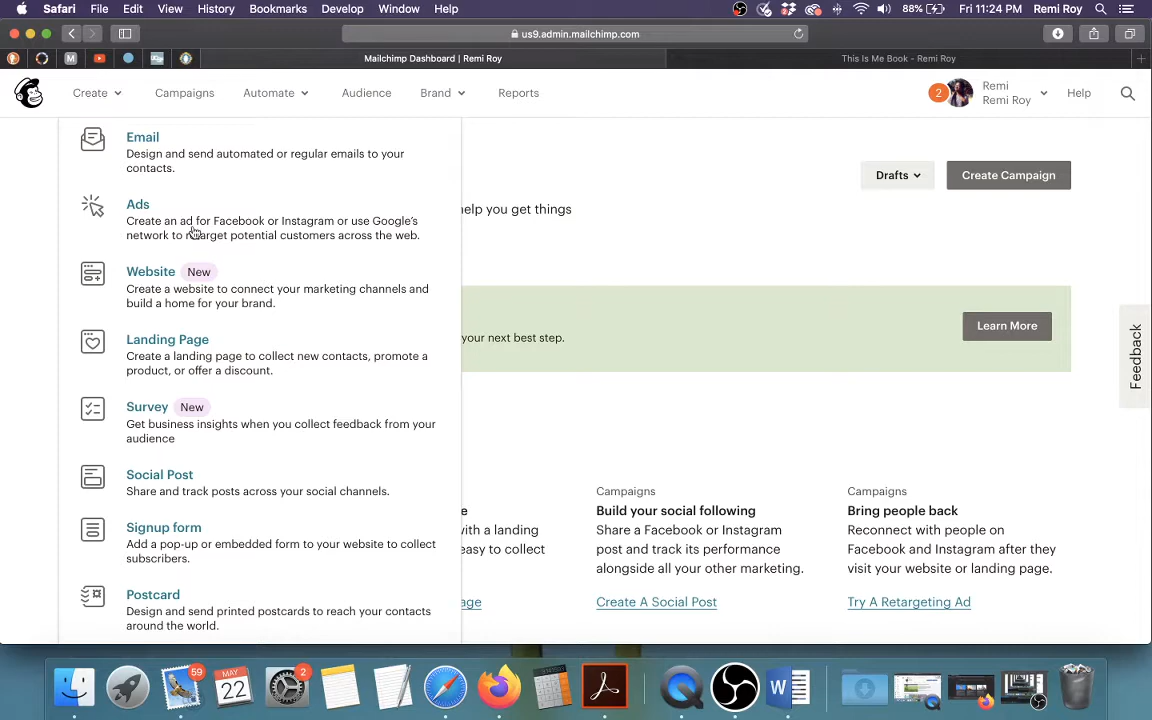 Safari File Edit View History Bookmarks Develop Window Help 88% Fri 11:24 PM Remi Roy
us9.admin.mailchimp.com
M Mailchimp Dashboard | Remi Roy This Is Me Book - Remi Roy
Create Campaigns Automate Audience Brand Reports 2 Remi Help
Remi Roy
Email
Design and send automated or regular emails to your
contacts.
Ads
Create an ad for Facebook or Instagram or use Google's
network to retarget potential customers across the web.
Website New
Create a website to connect your marketing channels and
build a home for your brand.
Landing Page
Create a landing page to collect new contacts, promote a
product, or offer a discount.
Survey New
Get business insights when you collect feedback from your
audience
Social Post
Share and track posts across your social channels.
Signup form
Add a pop-up or embedded form to your website to collect
subscribers.
Postcard
Design and send printed postcards to reach your contacts
around the world.
Drafts Create Campaign
help you get things
your next best step. Learn More
Feedback
e
with a landing
easy to collect
age
Campaigns
Build your social following
Share a Facebook or Instagram
post and track its performance
alongside all your other marketing.
Create A Social Post
Campaigns
Bring people back
Reconnect with people on
Facebook and Instagram after they
visit your website or landing page.
Try A Retargeting Ad
59 MAY 22 2 W